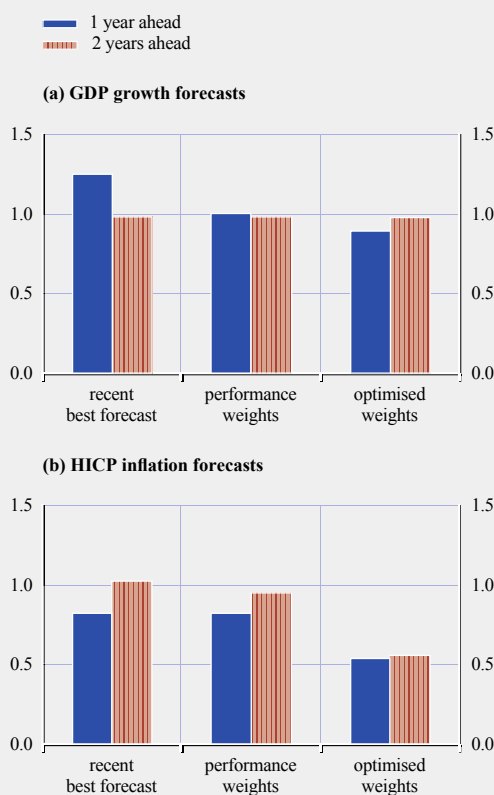 1 year ahead
2 years ahead
(a) GDP growth forecasts
1.5 1.5
1.0 1.0
0.5 0.5
0.0 0.0
recent performance optimised
best forecast weights weights
(b) HICP inflation forecasts
1.5 1.5
1.0 1.0
0.5 0.5
0.0 0.0
recent performance optimised
best forecast weights weights